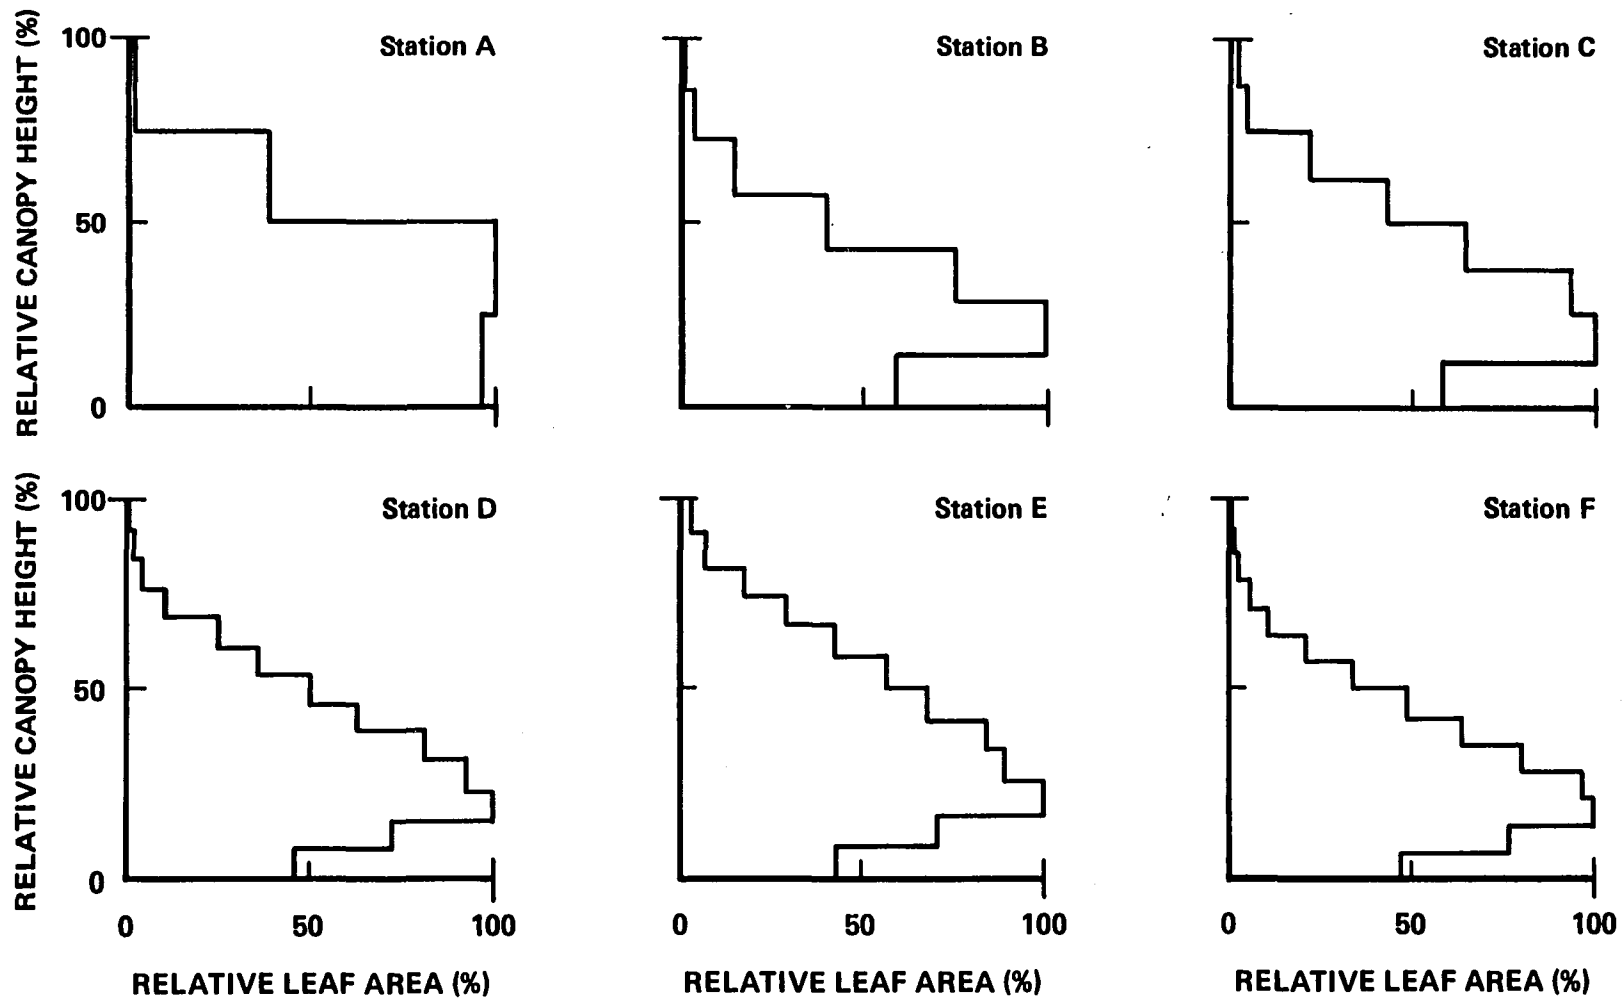 RELATIVE CANOPY HEIGHT (%)
100
50
0
Station A
Station B
Station C
RELATIVE CANOPY HEIGHT (%)
100
50
0
Station D
Station E
Station F
0 50 100
0 50 100
0 50 100
RELATIVE LEAF AREA (%)
RELATIVE LEAF AREA (%)
RELATIVE LEAF AREA (%)